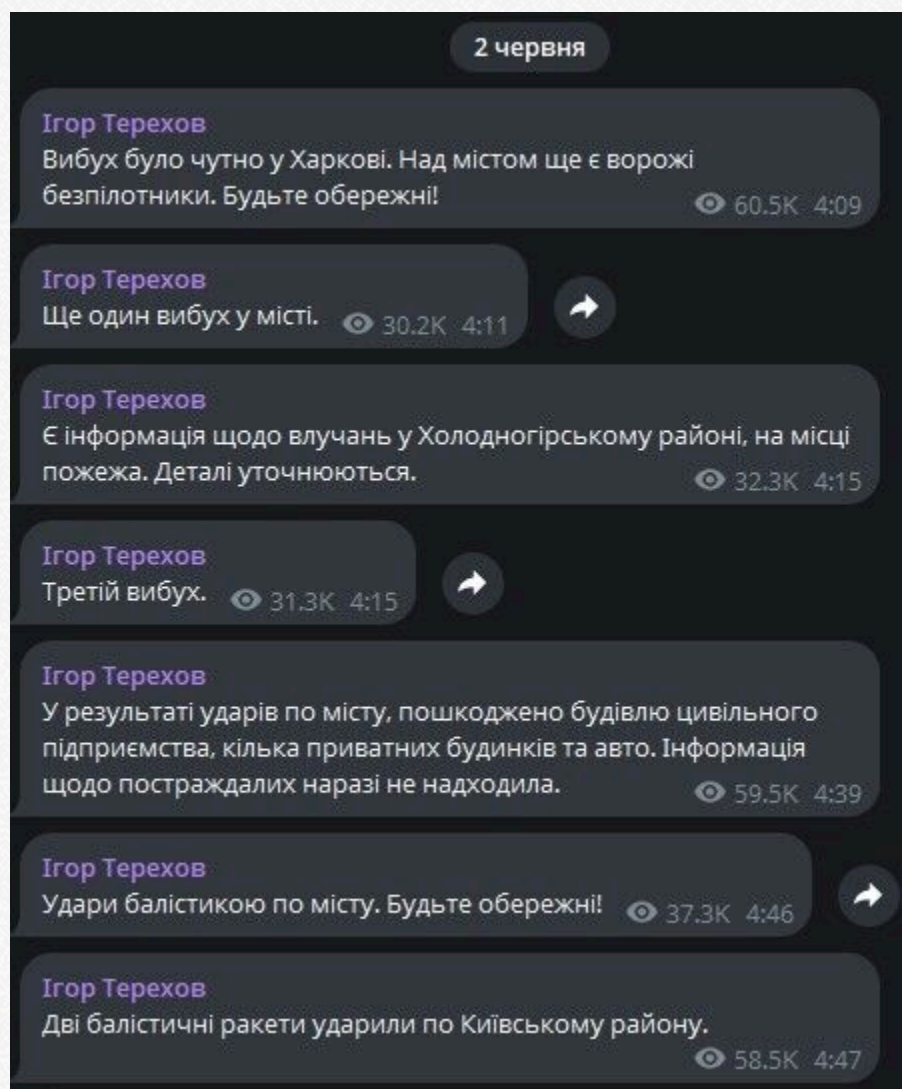 2 червня
Ігор Терехов
Вибух було чутно у Харкові. Над містом ще є ворожі
безпілотники. Будьте обережні!
60.5K 4:09
Ігор Терехов
Ще один вибух у місті.
30.2K 4:11
Ігор Терехов
Є інформація щодо влучань у Холодногірському районі, на місці
пожежа. Деталі уточнюються.
32.3K 4:15
Ігор Терехов
Третій вибух.
31.3K 4:15
Ігор Терехов
У результаті ударів по місту, пошкоджено будівлю цивільного
підприємства, кілька приватних будинків та авто. Інформація
щодо постраждалих наразі не надходила.
59.5K 4:39
Ігор Терехов
Удари балістикою по місту. Будьте обережні!
37.3K 4:46
Ігор Терехов
Дві балістичні ракети ударили по Київському району.
58.5K 4:47